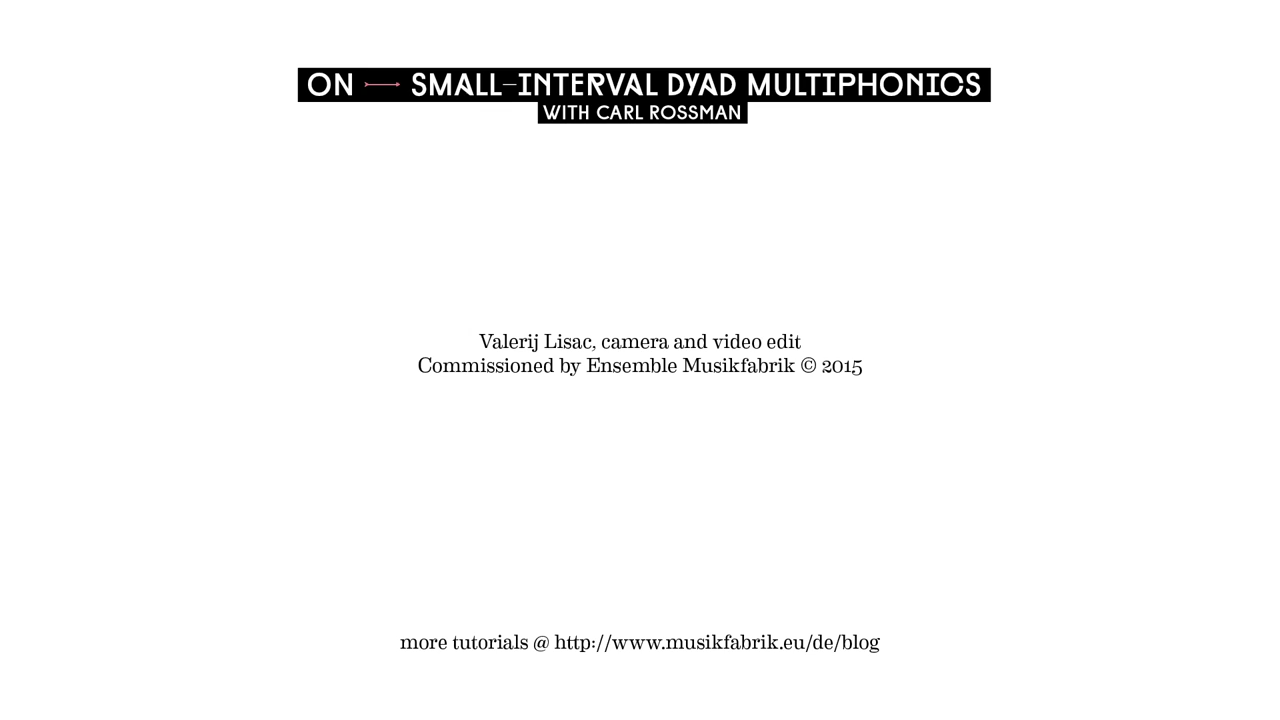 ON SMALL-INTERVAL DYAD MULTIPHONICS
WITH CARL ROSSMAN
Valerij Lisac, camera and video edit
Commissioned by Ensemble Musikfabrik © 2015
more tutorials @ http://www.musikfabrik.eu/de/blog